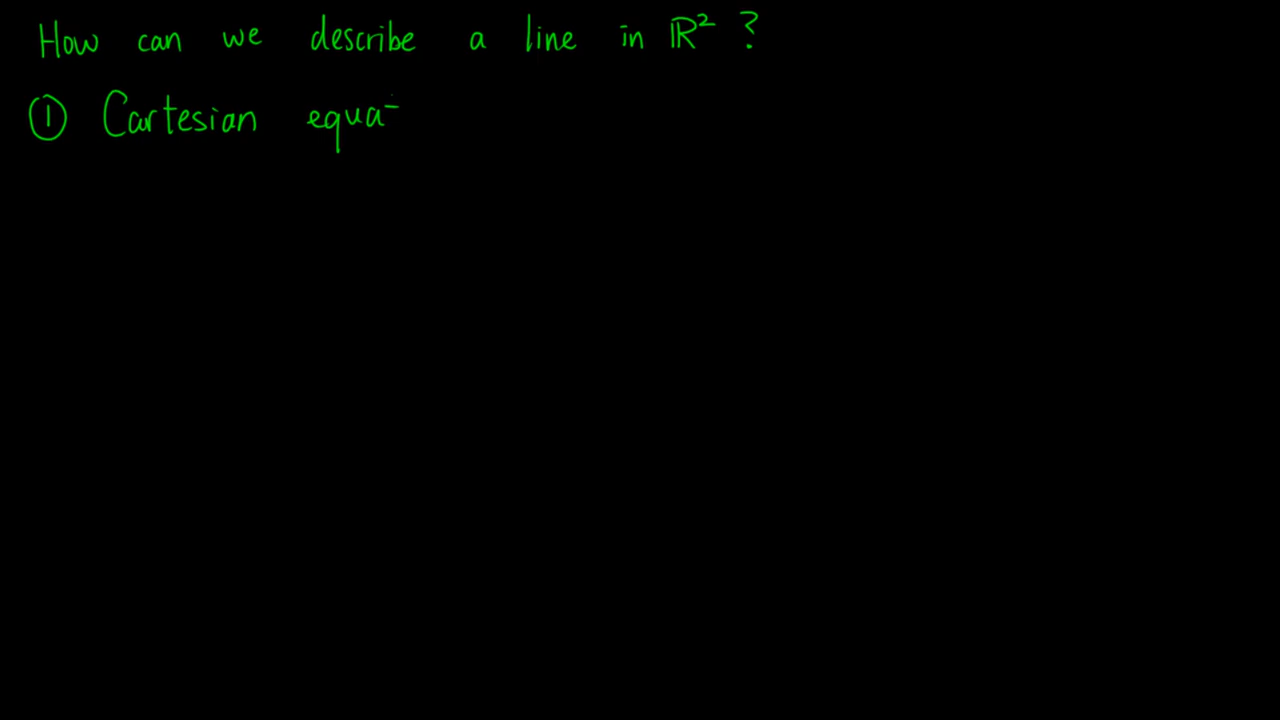 How can we describe a line in ℝ² ?
① Cartesian equa